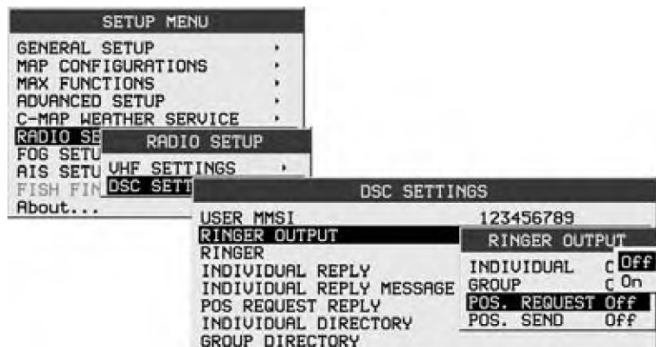 SETUP MENU
GENERAL SETUP
MAP CONFIGURATIONS
MAX FUNCTIONS
ADVANCED SETUP
C-MAP WEATHER SERVICE
RADIO SE
FOG SETU
AIS SETU
FISH FIN
About...
RADIO SETUP
VHF SETTINGS
DSC SETT
DSC SETTINGS
USER MMSI 123456789
RINGER OUTPUT
RINGER
INDIVIDUAL REPLY
INDIVIDUAL REPLY MESSAGE
POS REQUEST REPLY
INDIVIDUAL DIRECTORY
GROUP DIRECTORY
RINGER OUTPUT
INDIVIDUAL
GROUP
POS. REQUEST Off
POS. SEND Off
Off
On